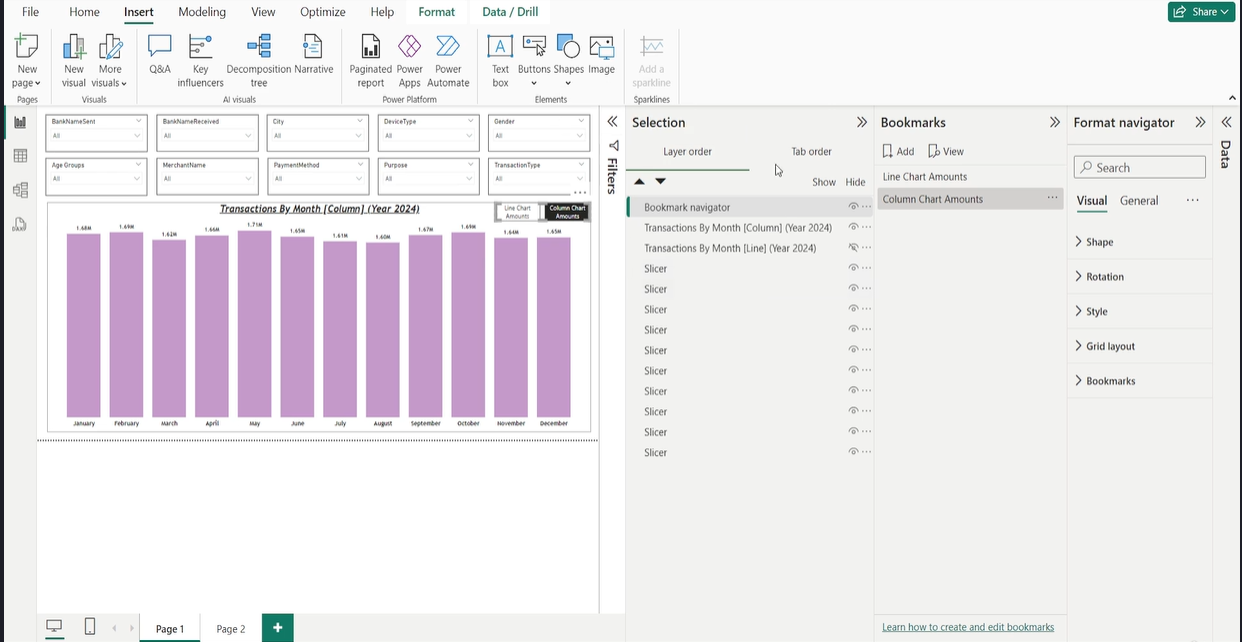 File Home Insert Modeling View Optimize Help Format Data / Drill Share
New page
New visual
More visuals
Q&A
Key influencers
Decomposition tree
Narrative
Paginated report
Power Apps
Power Automate
Text box
Buttons
Shapes
Image
Add a sparkline
Pages Visuals AI visuals Power Platform Elements Sparklines
BankNameSent BankNameReceived City DeviceType Gender
All All All All All
Age Groups MerchantName PaymentMethod Purpose TransactionType
All All All All All
Transactions By Month [Column] (Year 2024)
Line Chart Amounts
Column Chart Amounts
1.68M 1.69M 1.62M 1.66M 1.71M 1.65M 1.61M 1.60M 1.67M 1.69M 1.64M 1.65M
January February March April May June July August September October November December
Filters
Selection
Layer order Tab order
Show Hide
Bookmark navigator
Transactions By Month [Column] (Year 2024)
Transactions By Month [Line] (Year 2024)
Slicer
Slicer
Slicer
Slicer
Slicer
Slicer
Slicer
Slicer
Slicer
Slicer
Bookmarks
Add View
Line Chart Amounts
Column Chart Amounts
Learn how to create and edit bookmarks
Format navigator
Search
Visual General
Shape
Rotation
Style
Grid layout
Bookmarks
Data
Page 1 Page 2